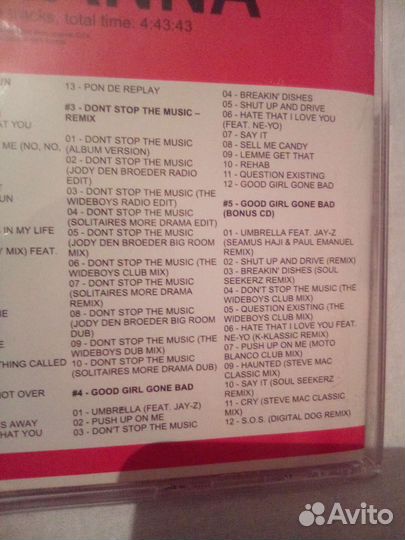 ANNA
tracks, total time: 4:43:43
UN
AT YOU
ME (NO, NO,
T
UN
IN MY LIFE
Y MIX) FEAT.
E
ME
THING CALLED
NOT OVER
S AWAY
HAT YOU
13 - PON DE REPLAY
#3 - DONT STOP THE MUSIC –
REMIX
01 - DONT STOP THE MUSIC
(ALBUM VERSION)
02 - DONT STOP THE MUSIC
(JODY DEN BROEDER RADIO
EDIT)
03 - DONT STOP THE MUSIC (THE
WIDEBOYS RADIO EDIT)
04 - DONT STOP THE MUSIC
(SOLITAIRES MORE DRAMA EDIT)
05 - DONT STOP THE MUSIC
(JODY DEN BROEDER BIG ROOM
MIX)
06 - DONT STOP THE MUSIC (THE
WIDEBOYS CLUB MIX)
07 - DONT STOP THE MUSIC
(SOLITAIRES MORE DRAMA
REMIX)
08 - DONT STOP THE MUSIC
(JODY DEN BROEDER BIG ROOM
DUB)
09 - DONT STOP THE MUSIC (THE
WIDEBOYS DUB MIX)
10 - DONT STOP THE MUSIC
(SOLITAIRES MORE DRAMA DUB)
#4 - GOOD GIRL GONE BAD
01 - UMBRELLA (FEAT. JAY-Z)
02 - PUSH UP ON ME
03 - DON'T STOP THE MUSIC
04 - BREAKIN' DISHES
05 - SHUT UP AND DRIVE
06 - HATE THAT I LOVE YOU
(FEAT. NE-YO)
07 - SAY IT
08 - SELL ME CANDY
09 - LEMME GET THAT
10 - REHAB
11 - QUESTION EXISTING
12 - GOOD GIRL GONE BAD
#5 - GOOD GIRL GONE BAD
(BONUS CD)
01 - UMBRELLA FEAT. JAY-Z
(SEAMUS HAJI & PAUL EMANUEL
REMIX)
02 - SHUT UP AND DRIVE (REMIX)
03 - BREAKIN' DISHES (SOUL
SEEKERZ REMIX)
04 - DONT STOP THE MUSIC (THE
WIDEBOYS CLUB MIX)
05 - QUESTION EXISTING (THE
WIDEBOYS CLUB MIX)
06 - HATE THAT I LOVE YOU FEAT.
NE-YO (K-KLASSIC REMIX)
07 - PUSH UP ON ME (MOTO
BLANCO CLUB MIX)
09 - HAUNTED (STEVE MAC
CLASSIC MIX)
10 - SAY IT (SOUL SEEKERZ
REMIX)
11 - CRY (STEVE MAC CLASSIC
MIX)
12 - S.O.S. (DIGITAL DOG REMIX)
Avito